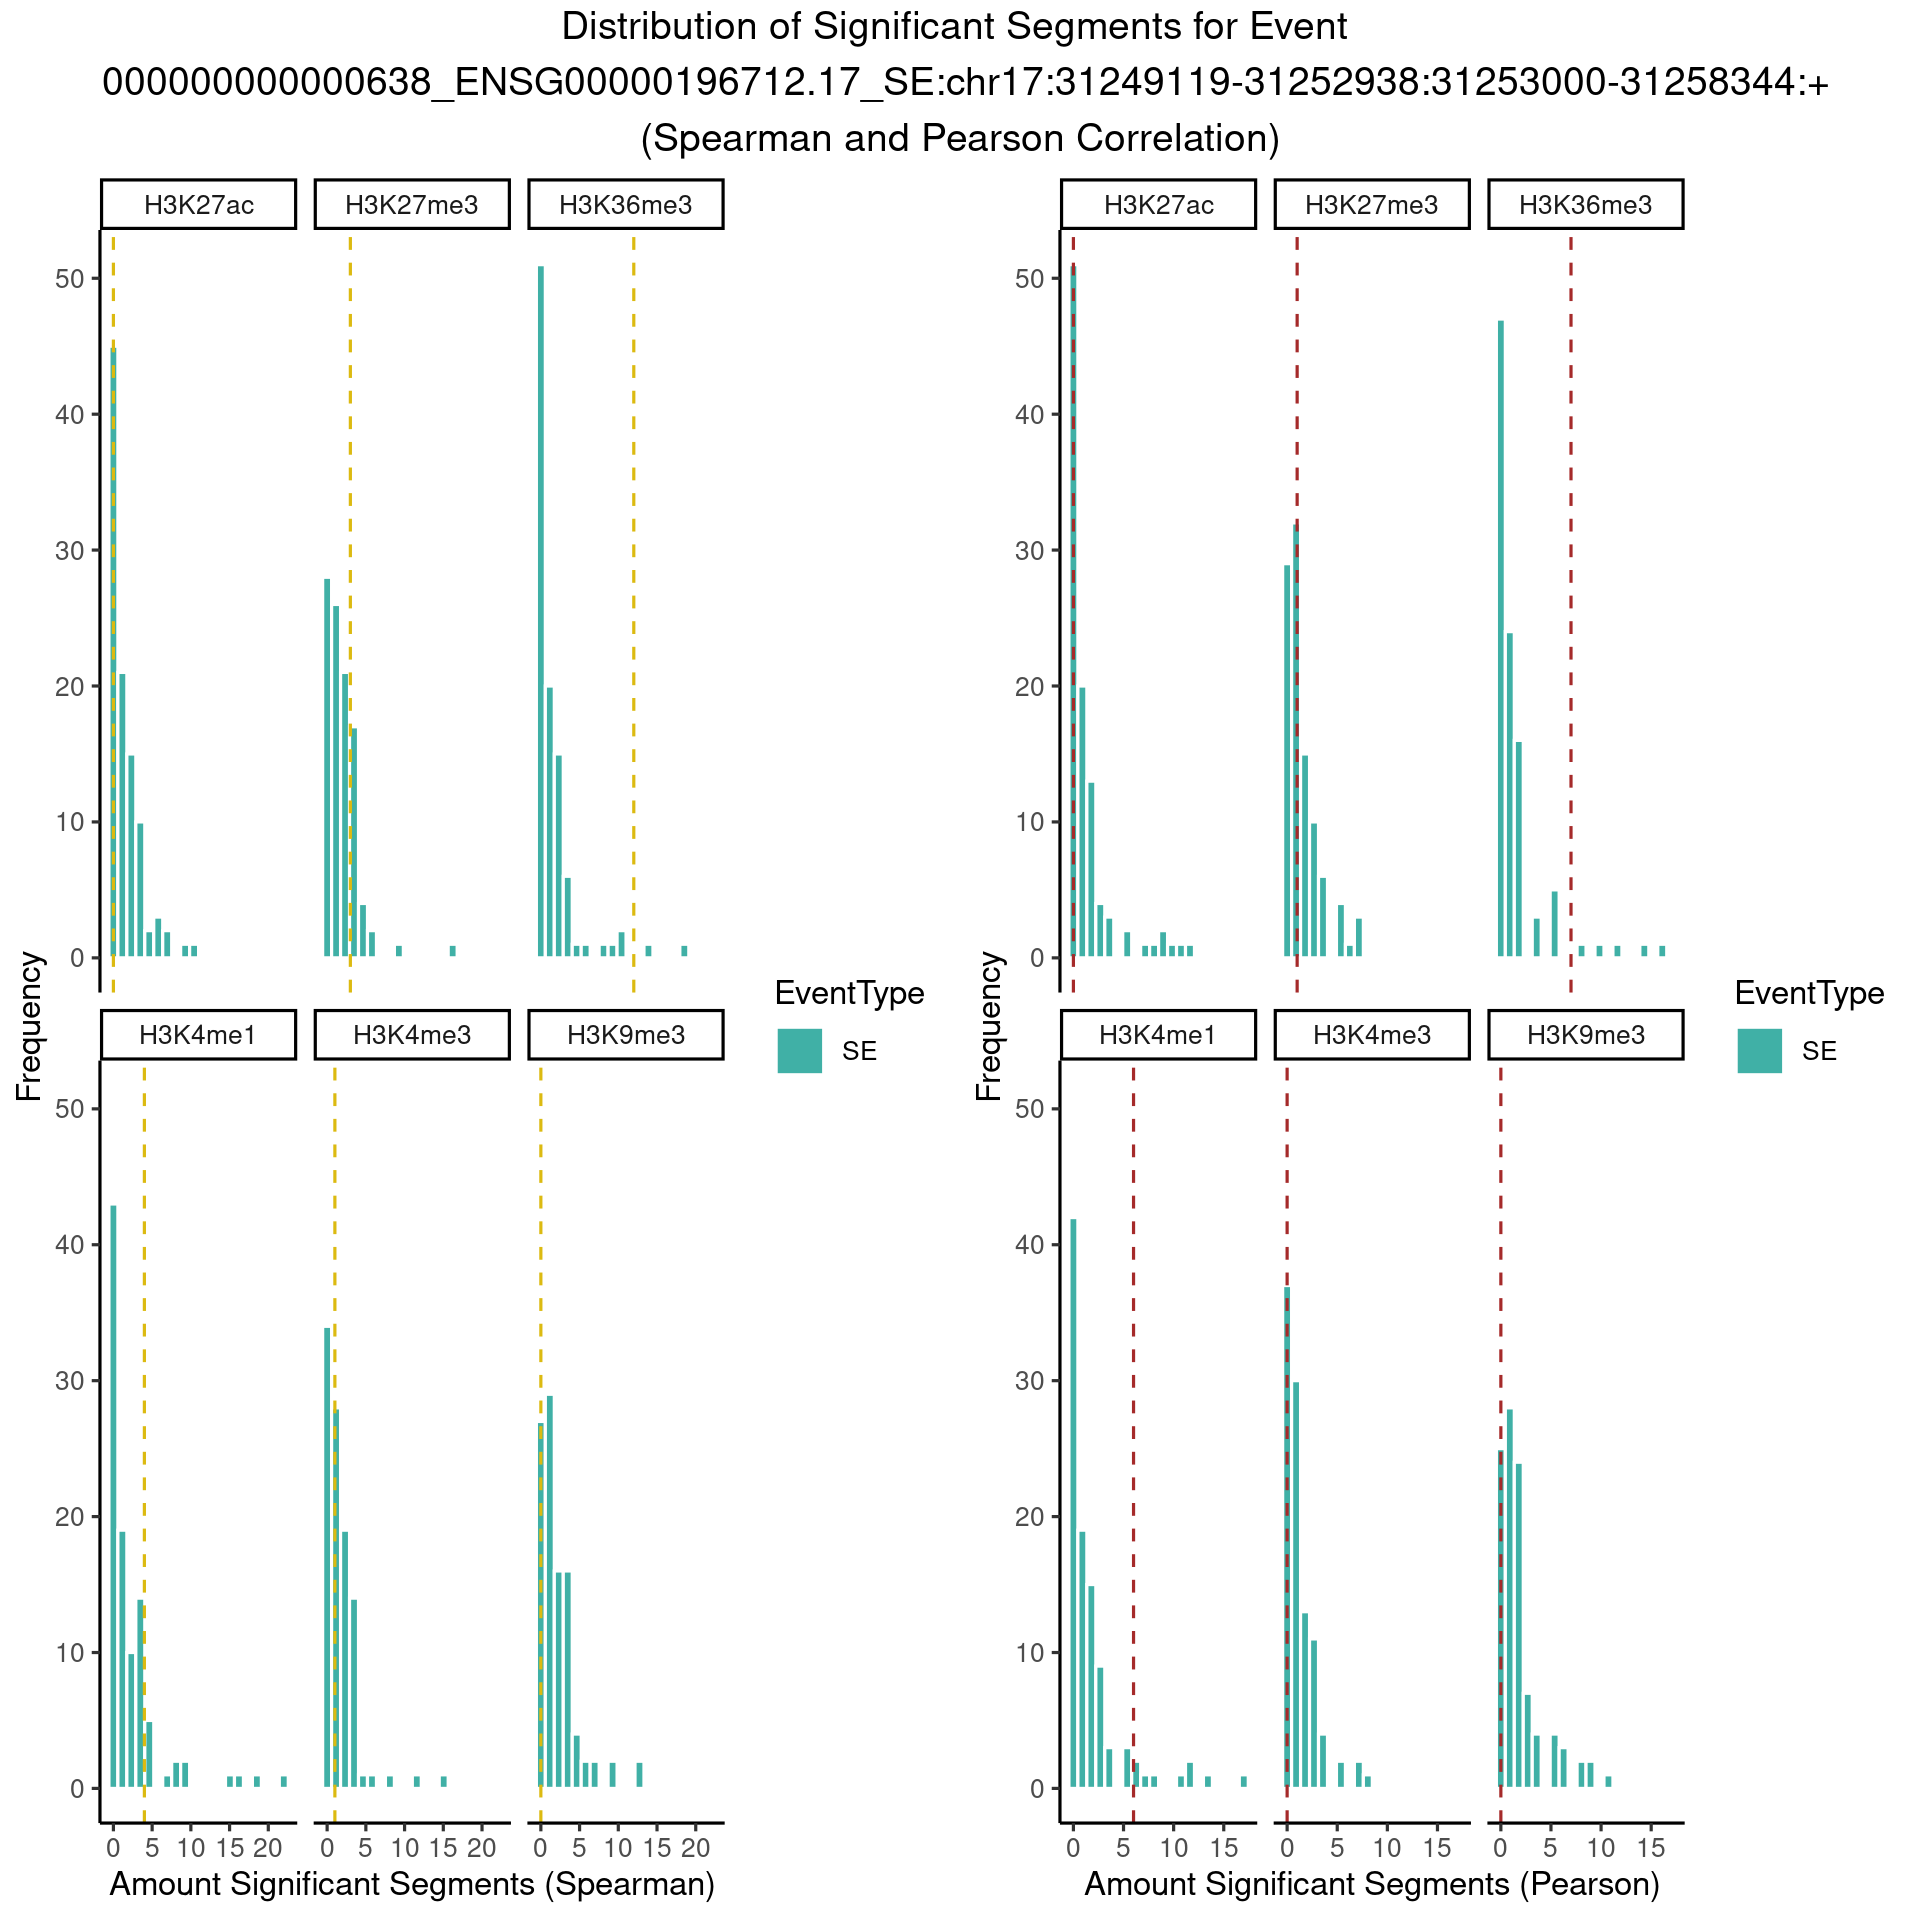 Distribution of Significant Segments for Event
000000000000638_ENSG00000196712.17_SE:chr17:31249119-31252938:31253000-31258344:+
(Spearman and Pearson Correlation)
H3K27ac H3K27me3 H3K36me3
50
40
30
20
10
0
H3K4me1 H3K4me3 H3K9me3
50
40
30
20
10
0
0 5 10 15 20 0 5 10 15 20 0 5 10 15 20
Amount Significant Segments (Spearman)
Frequency
EventType
SE
H3K27ac H3K27me3 H3K36me3
50
40
30
20
10
0
H3K4me1 H3K4me3 H3K9me3
50
40
30
20
10
0
0 5 10 15 0 5 10 15 0 5 10 15
Amount Significant Segments (Pearson)
Frequency
EventType
SE